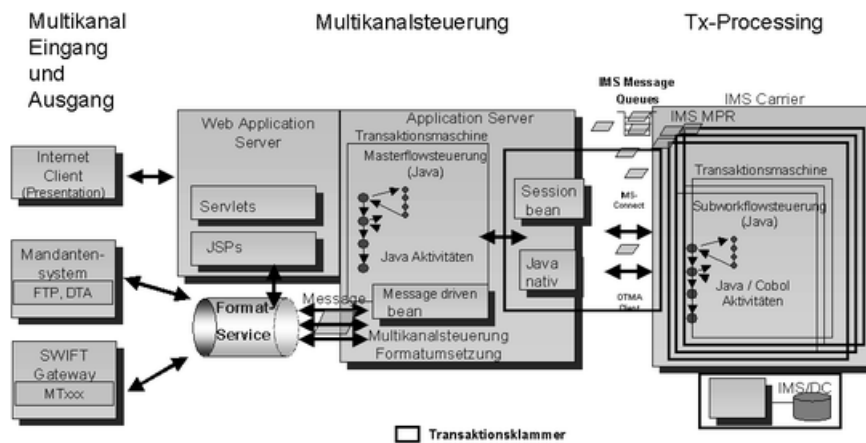 Multikanal
Eingang
und
Ausgang
Multikanalsteuerung
Tx-Processing
Internet
Client
(Presentation)
Mandanten-
system
FTP, DTA
SWIFT
Gateway
MTxxx
Web Application
Server
Servlets
JSPs
Format-
Service
Message
Application Server
Transaktionsmaschine
Masterflowsteuerung
(Java)
Java Aktivitäten
Message driven
bean
Multikanalsteuerung
Formatumsetzung
Session
bean
Java
nativ
IMS Message
Queues
IMS-
Connect
OTMA
Client
IMS Carrier
IMS MPR
Transaktionsmaschine
Subworkflowsteuerung
(Java)
Java / Cobol
Aktivitäten
IMS/DC
Transaktionsklammer